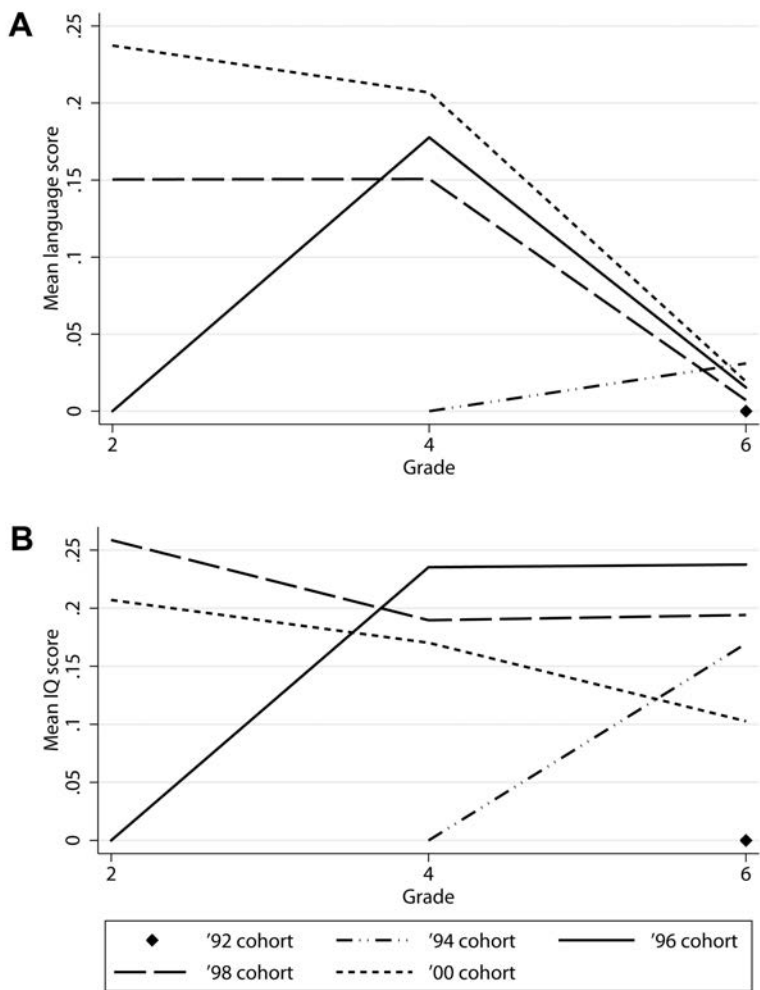 A
Mean language score
.25
.2
.15
.1
.05
0
2 4 6
Grade
B
Mean IQ score
.25
.2
.15
.1
.05
0
2 4 6
Grade
’92 cohort ’94 cohort ’96 cohort
’98 cohort ’00 cohort